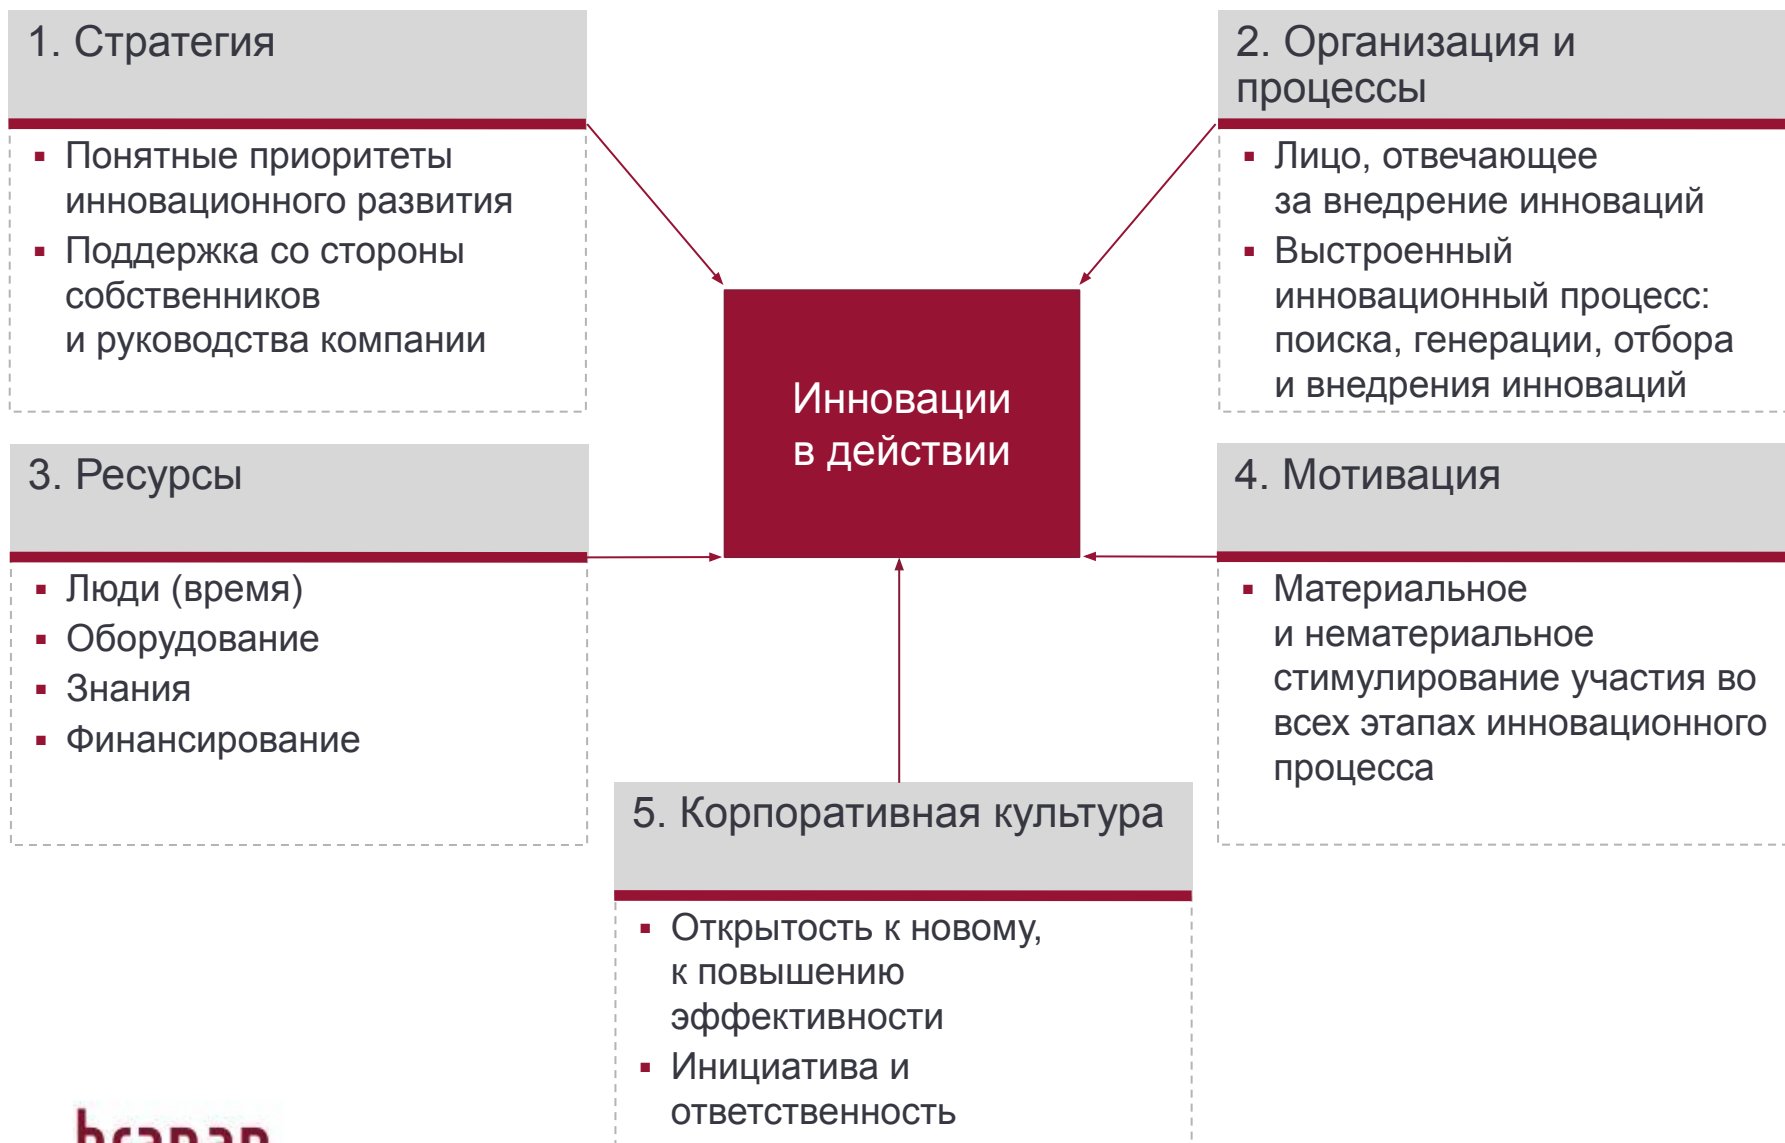 1. Стратегия
▪ Понятные приоритеты
инновационного развития
▪ Поддержка со стороны
собственников
и руководства компании
2. Организация и
процессы
▪ Лицо, отвечающее
за внедрение инноваций
▪ Выстроенный
инновационный процесс:
поиска, генерации, отбора
и внедрения инноваций
Инновации
в действии
3. Ресурсы
▪ Люди (время)
▪ Оборудование
▪ Знания
▪ Финансирование
4. Мотивация
▪ Материальное
и нематериальное
стимулирование участия во
всех этапах инновационного
процесса
5. Корпоративная культура
▪ Открытость к новому,
к повышению
эффективности
▪ Инициатива и
ответственность